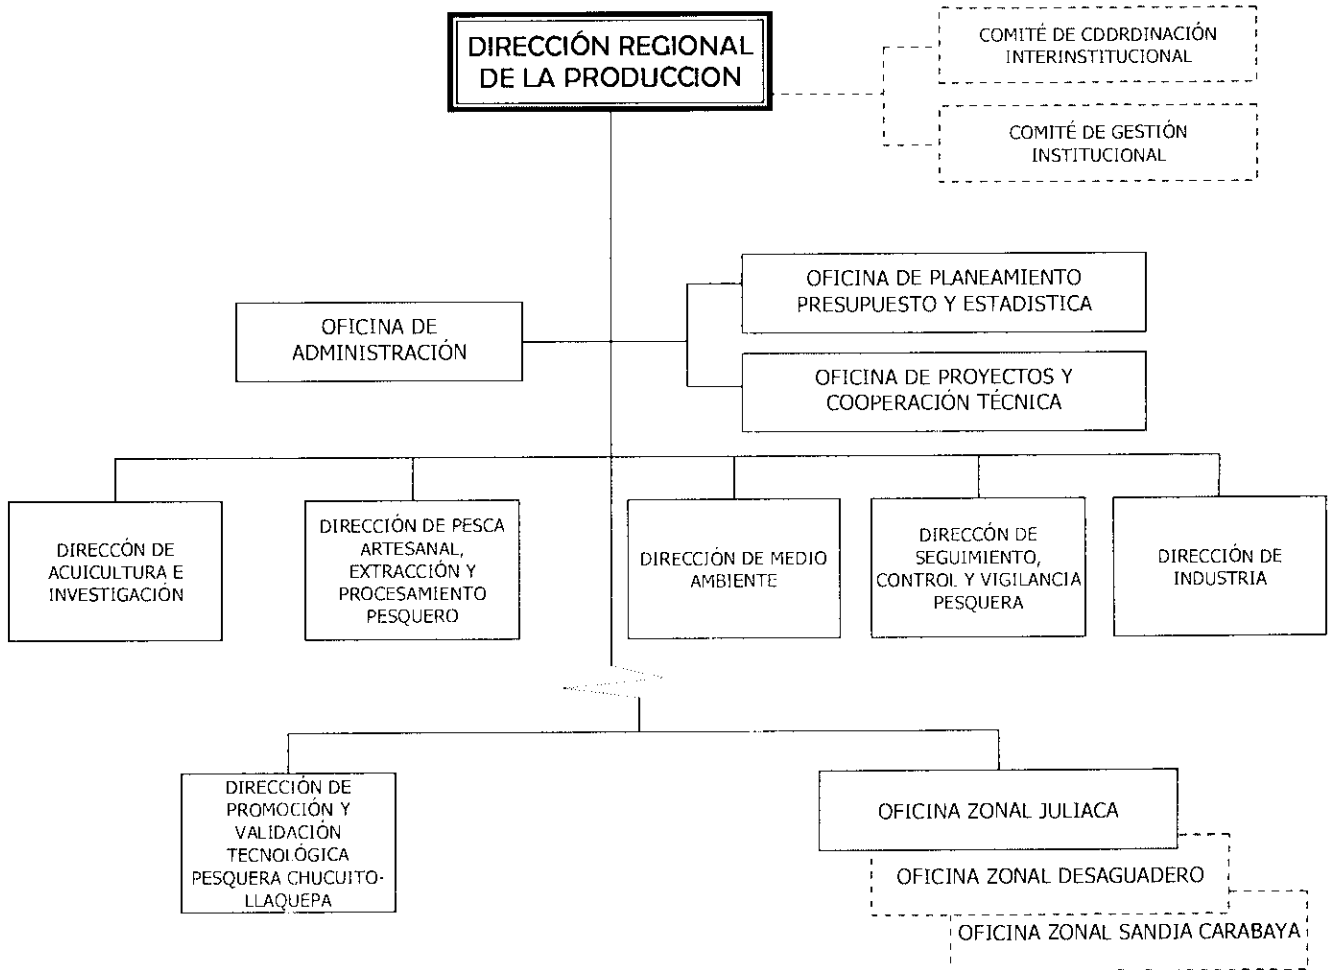 DIRECCIÓN REGIONAL
DE LA PRODUCCION
COMITÉ DE CDDRDINACIÓN
INTERINSTITUCIONAL
COMITÉ DE GESTIÓN
INSTITUCIONAL
OFICINA DE PLANEAMIENTO
PRESUPUESTO Y ESTADISTICA
OFICINA DE
ADMINISTRACIÓN
OFICINA DE PROYECTOS Y
COOPERACIÓN TÉCNICA
DIRECCÓN DE
ACUICULTURA E
INVESTIGACIÓN
DIRECCIÓN DE PESCA
ARTESANAL,
EXTRACCIÓN Y
PROCESAMIENTO
PESQUERO
DIRECCIÓN DE MEDIO
AMBIENTE
DIRECCÓN DE
SEGUIMIENTO,
CONTROL Y VIGILANCIA
PESQUERA
DIRECCIÓN DE
INDUSTRIA
DIRECCIÓN DE
PROMOCIÓN Y
VALIDACIÓN
TECNOLÓGICA
PESQUERA CHUCUITO-
LLAQUEPA
OFICINA ZONAL JULIACA
OFICINA ZONAL DESAGUADERO
OFICINA ZONAL SANDIA CARABAYA